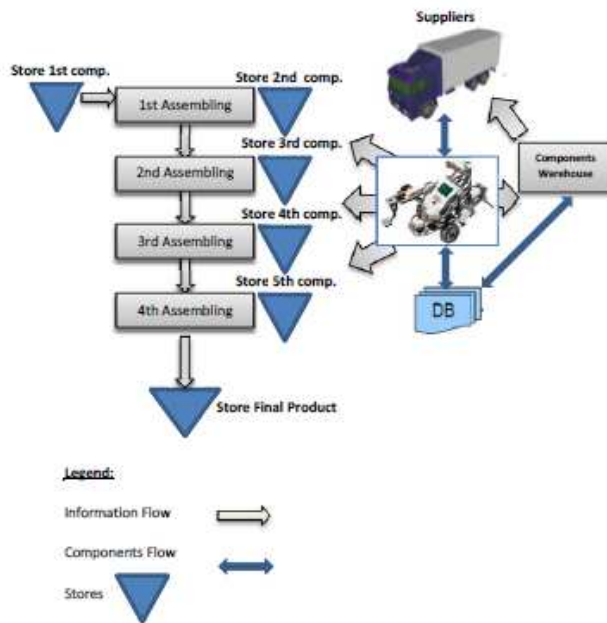 Suppliers
Store 1st comp.
Store 2nd comp.
1st Assembling
Store 3rd comp.
2nd Assembling
Components
Warehouse
Store 4th comp.
3rd Assembling
Store 5th comp.
4th Assembling
DB
Store Final Product
Legend:
Information Flow
Components Flow
Stores